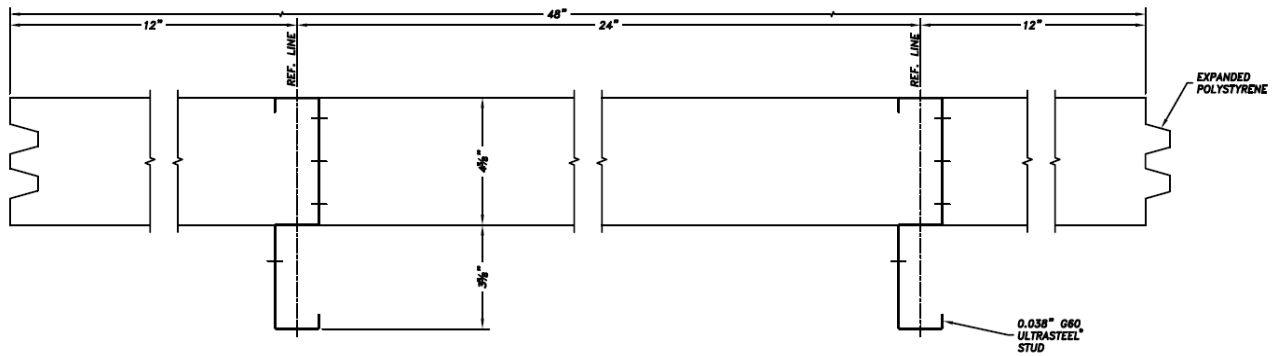 48"
12"
24"
12"
REF. LINE
REF. LINE
EXPANDED
POLYSTYRENE
0.038" G60
ULTRASTEEL®
STUD